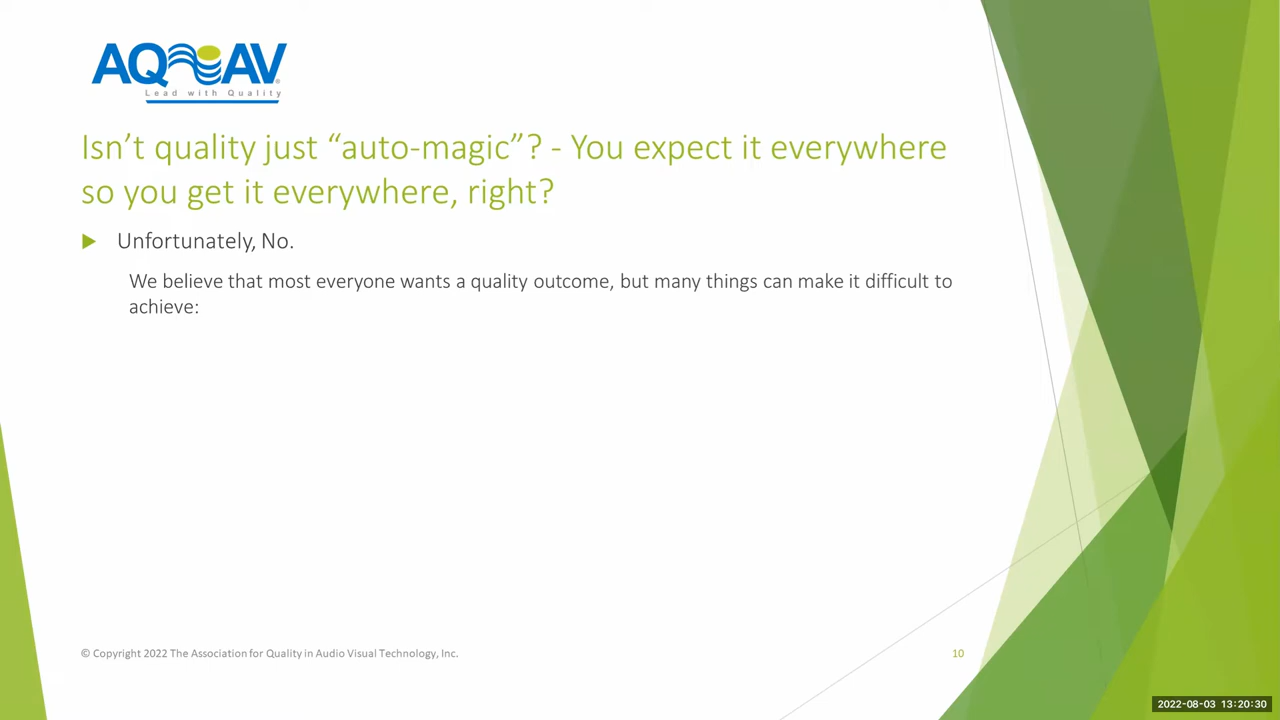 AQAV
Lead with Quality
Isn’t quality just “auto-magic”? - You expect it everywhere
so you get it everywhere, right?
Unfortunately, No.
We believe that most everyone wants a quality outcome, but many things can make it difficult to
achieve:
© Copyright 2022 The Association for Quality in Audio Visual Technology, Inc.
10
2022-08-03 13:20:30